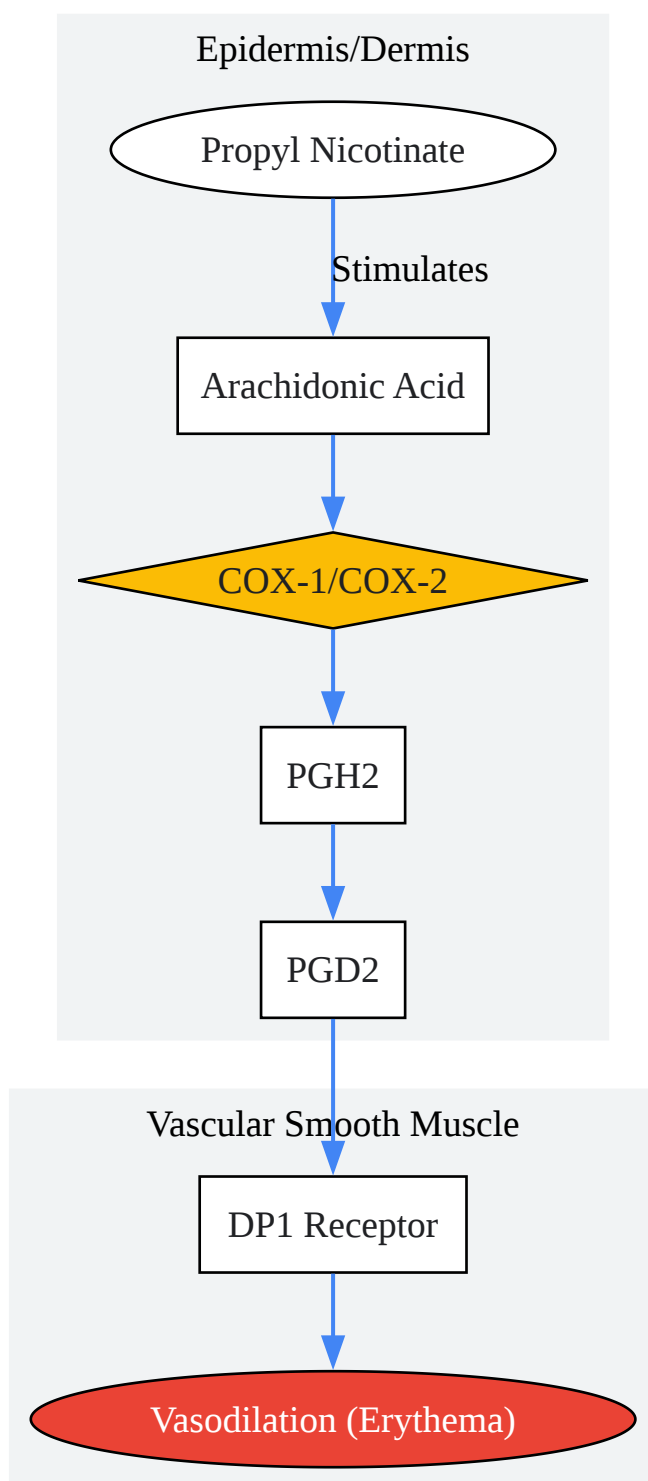 Epidermis/Dermis
Propyl Nicotinate
Stimulates
Arachidonic Acid
COX-1/COX-2
PGH2
PGD2
Vascular Smooth Muscle
DP1 Receptor
Vasodilation (Erythema)